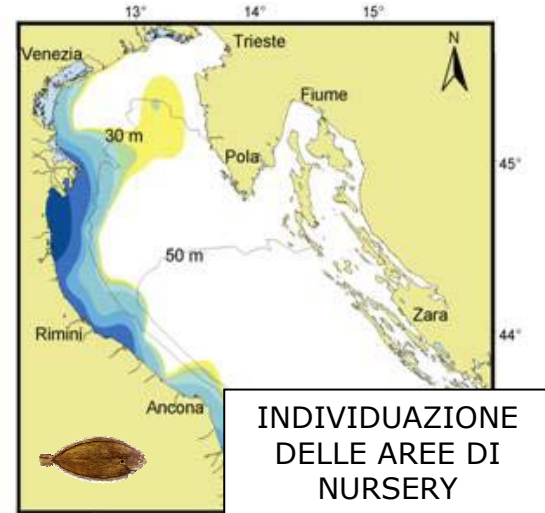 13° 14° 15°
Venezia
Trieste
N
Fiume
30 m
Pola
45°
50 m
Zara
Rimini
44°
Ancona
INDIVIDUAZIONE
DELLE AREE DI
NURSERY